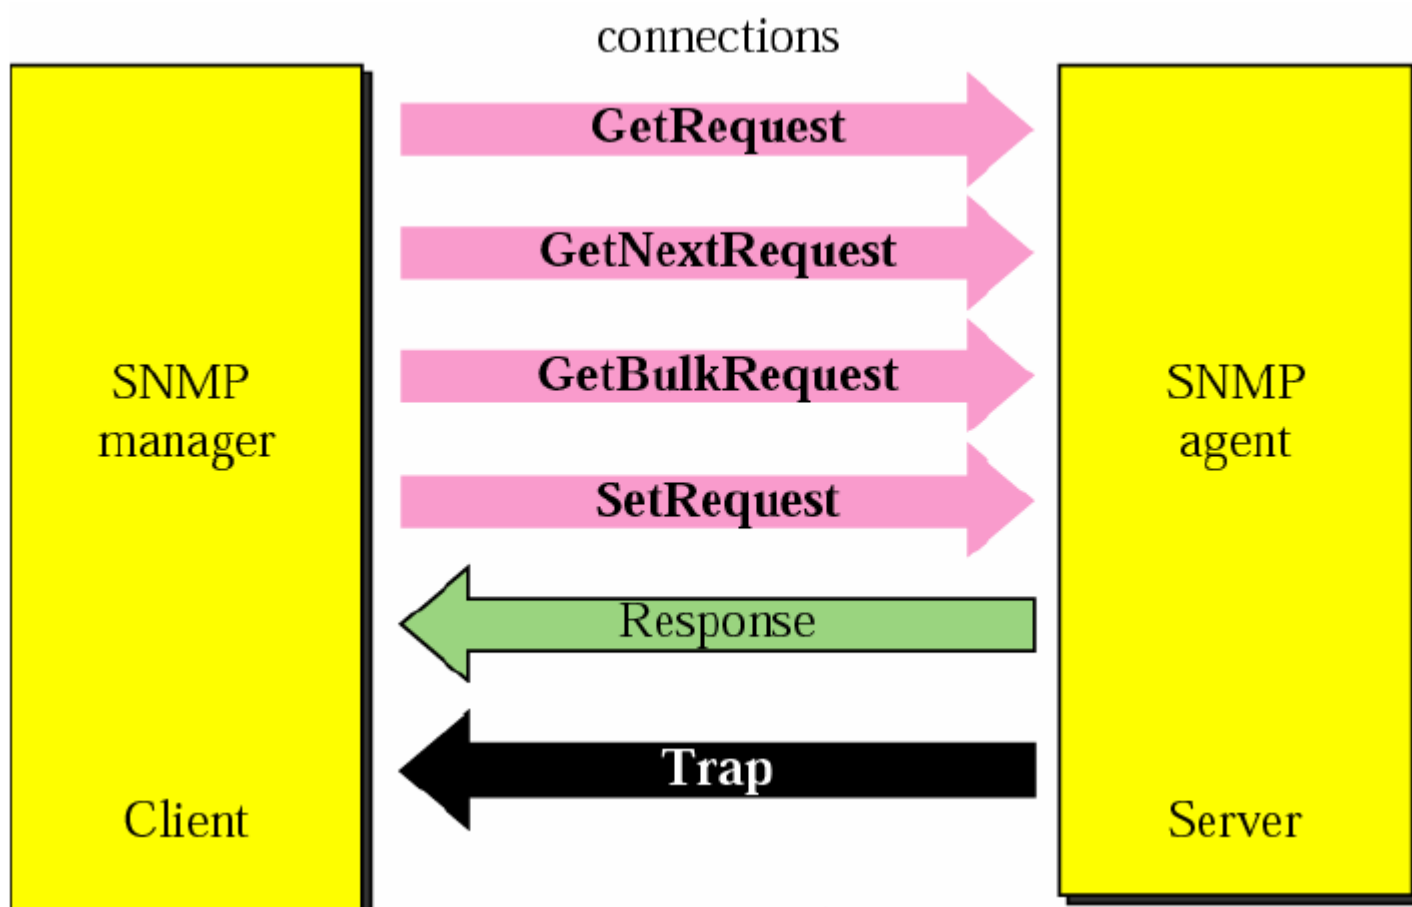 connections
GetRequest
GetNextRequest
GetBulkRequest
SetRequest
Response
Trap
SNMP
manager
Client
SNMP
agent
Server